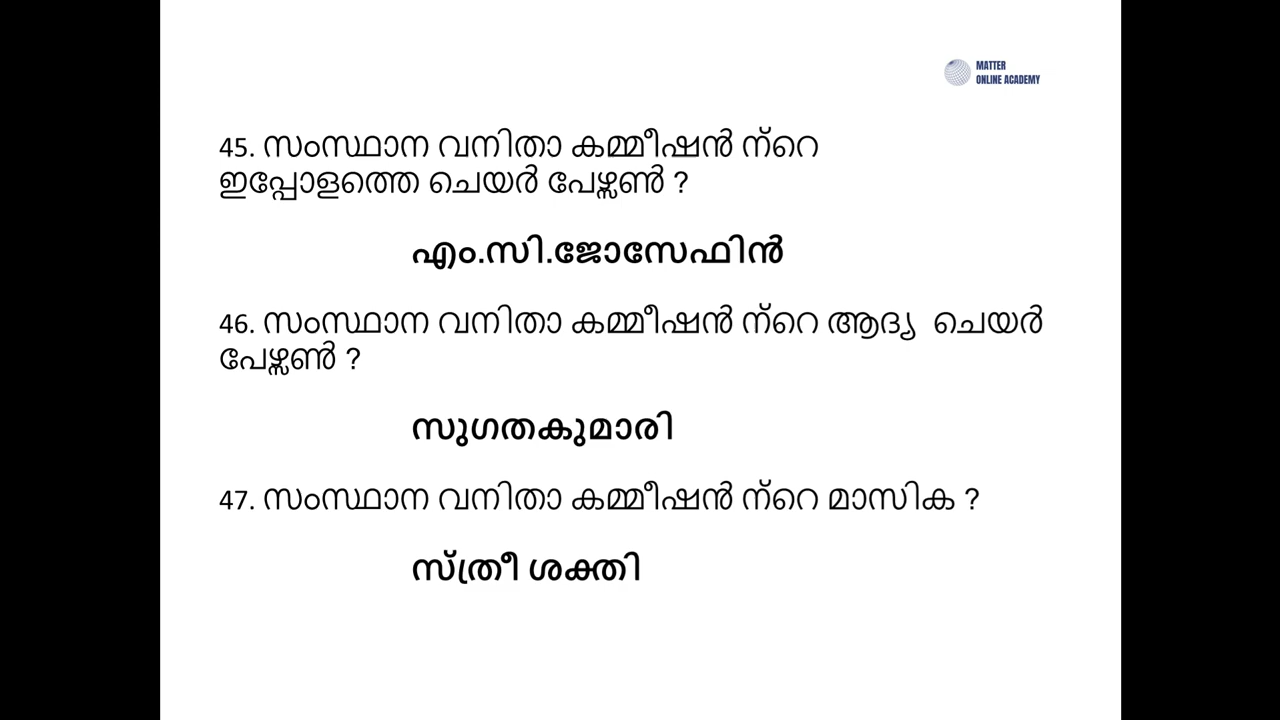 MATTER
ONLINE ACADEMY
45. സംസ്ഥാന വനിതാ കമ്മീഷൻ ന്റെ
ഇപ്പോളത്തെ ചെയർ പേഴ്സൺ ?
എം.സി.ജോസേഫിൻ
46. സംസ്ഥാന വനിതാ കമ്മീഷൻ ന്റെ ആദ്യ ചെയർ
പേഴ്സൺ ?
സുഗതകുമാരി
47. സംസ്ഥാന വനിതാ കമ്മീഷൻ ന്റെ മാസിക ?
സ്ത്രീ ശക്തി